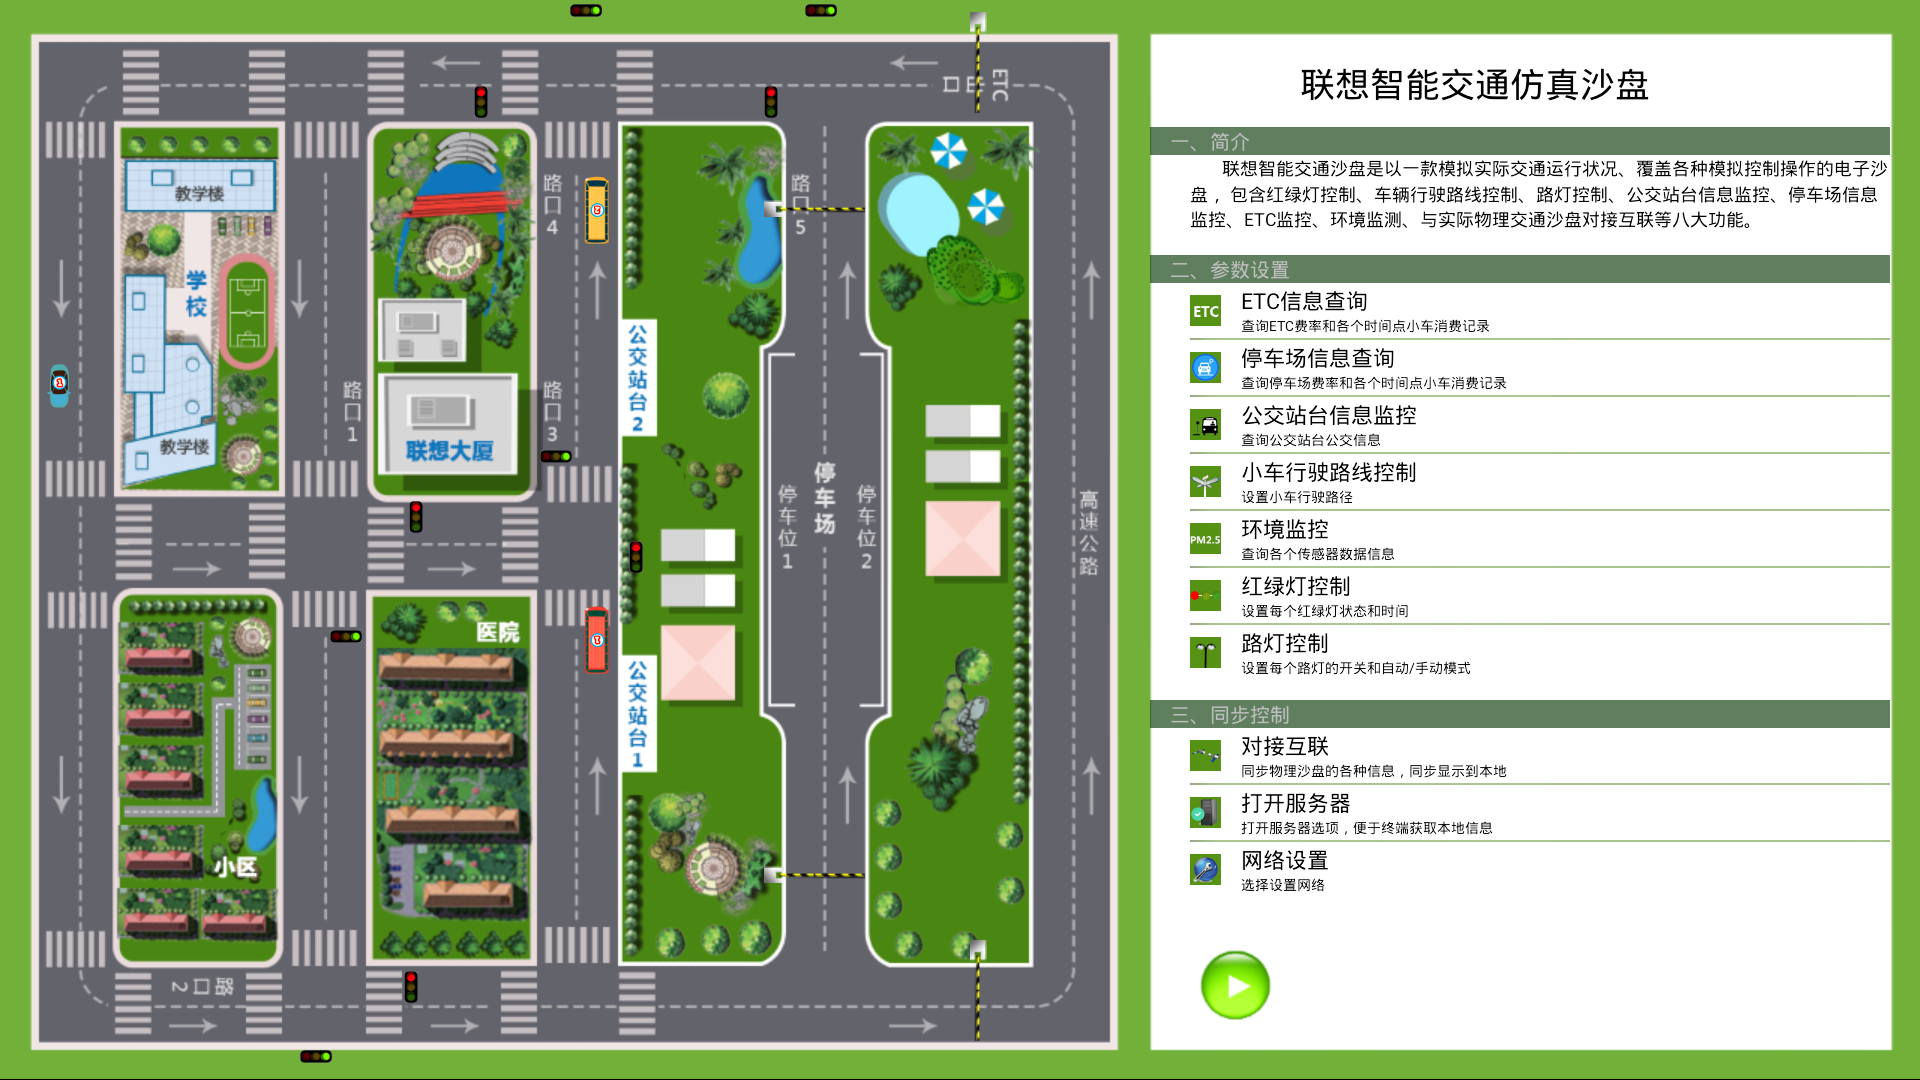 ETC
出口
教学楼
学校
教学楼
路口1
路口4
路口3
联想大厦
路口5
公交站台2
停车场
停车位1
停车位2
高速公路
医院
公交站台1
小区
路口2
联想智能交通仿真沙盘
一、简介
联想智能交通沙盘是以一款模拟实际交通运行状况、覆盖各种模拟控制操作的电子沙
盘，包含红绿灯控制、车辆行驶路线控制、路灯控制、公交站台信息监控、停车场信息
监控、ETC监控、环境监测、与实际物理交通沙盘对接互联等八大功能。
二、参数设置
ETC
ETC信息查询
查询ETC费率和各个时间点小车消费记录
停车场信息查询
查询停车场费率和各个时间点小车消费记录
公交站台信息监控
查询公交站台公交信息
小车行驶路线控制
设置小车行驶路径
PM2.5
环境监控
查询各个传感器数据信息
红绿灯控制
设置每个红绿灯状态和时间
路灯控制
设置每个路灯的开关和自动/手动模式
三、同步控制
对接互联
同步物理沙盘的各种信息，同步显示到本地
打开服务器
打开服务器选项，便于终端获取本地信息
网络设置
选择设置网络